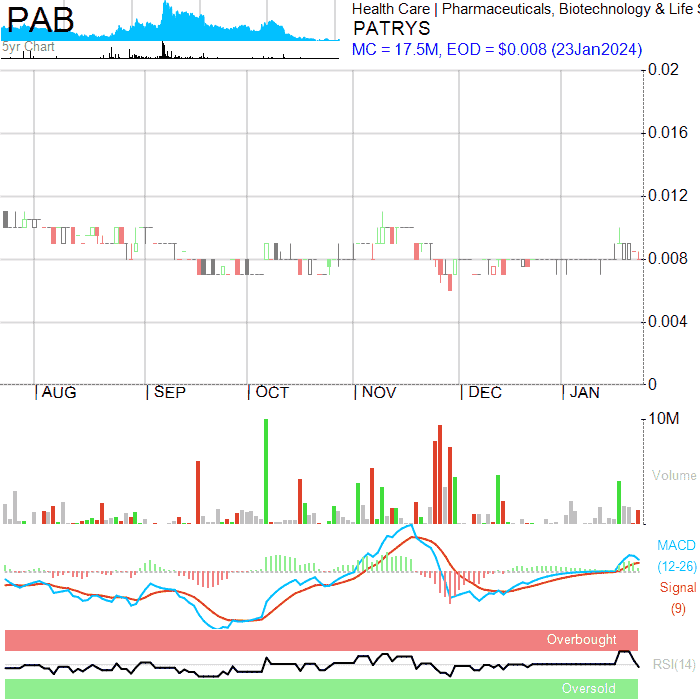 PAB
5yr Chart
Health Care | Pharmaceuticals, Biotechnology & Life S
PATRYS
MC = 17.5M, EOD = $0.008 (23Jan2024)
0.02
0.016
0.012
0.008
0.004
0
AUG SEP OCT NOV DEC JAN
10M
Volume
MACD
(12-26)
Signal
(9)
Overbought
RSI(14)
Oversold